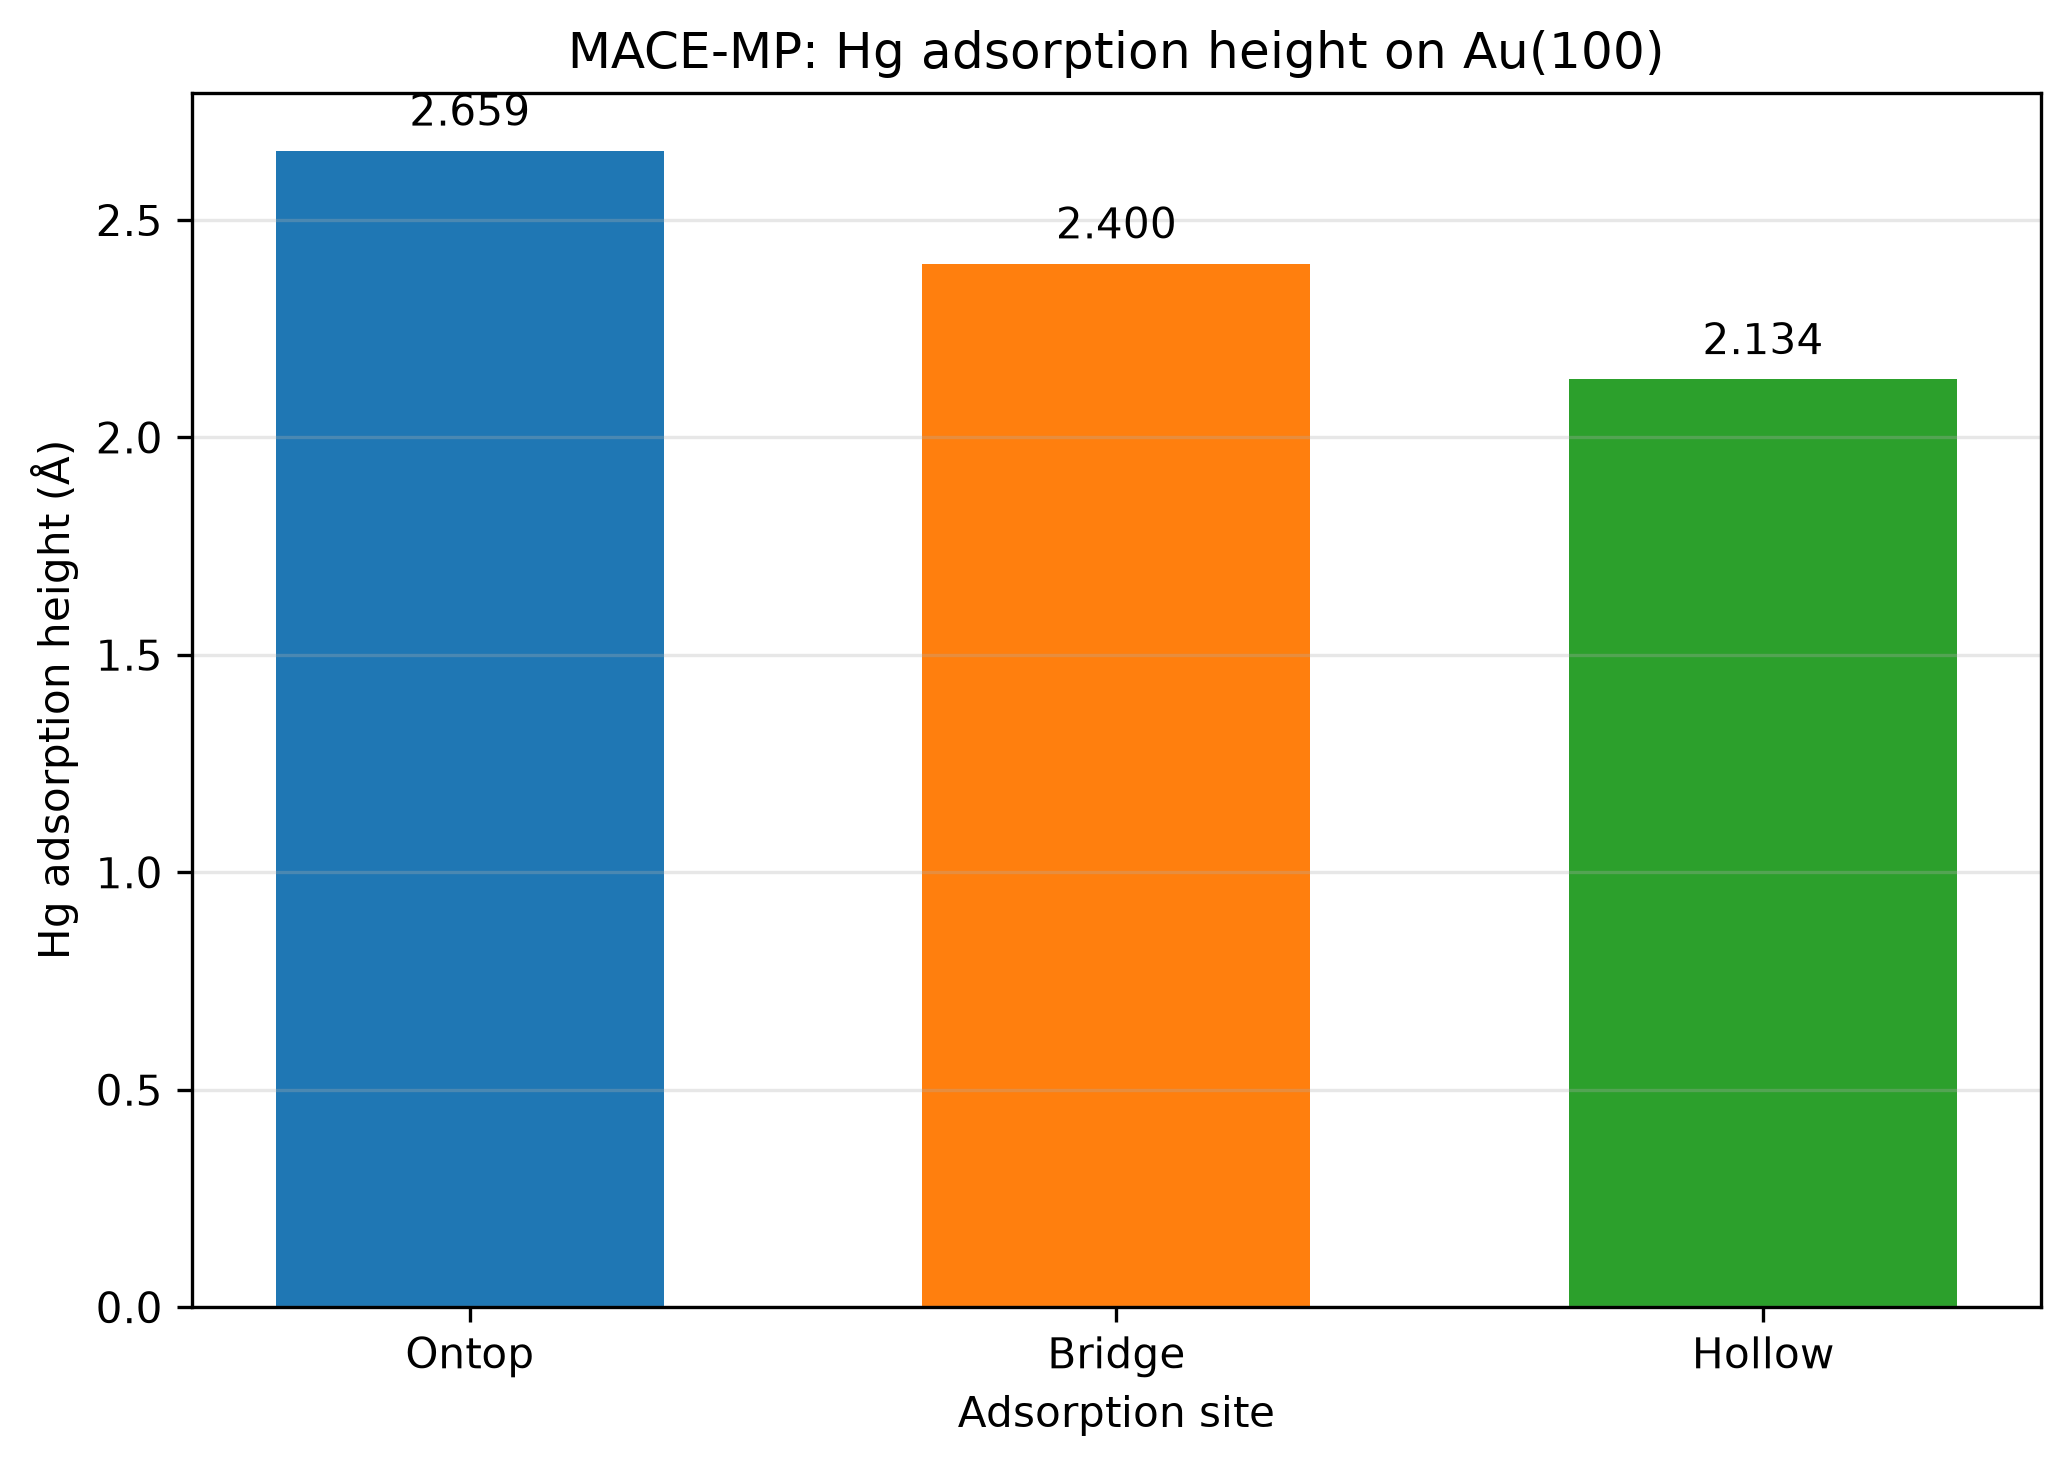 MACE-MP: Hg adsorption height on Au(100)
2.659
2.400
2.134
Hg adsorption height (Å)
2.5
2.0
1.5
1.0
0.5
0.0
Ontop
Bridge
Hollow
Adsorption site